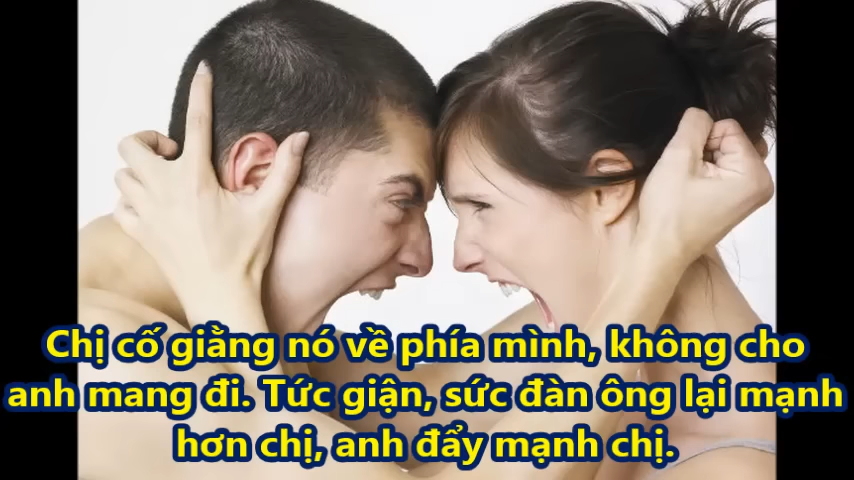 Chị cố giằng nó về phía mình, không cho
anh mang đi. Tức giận, sức đàn ông lại mạnh
hơn chị, anh đẩy mạnh chị.